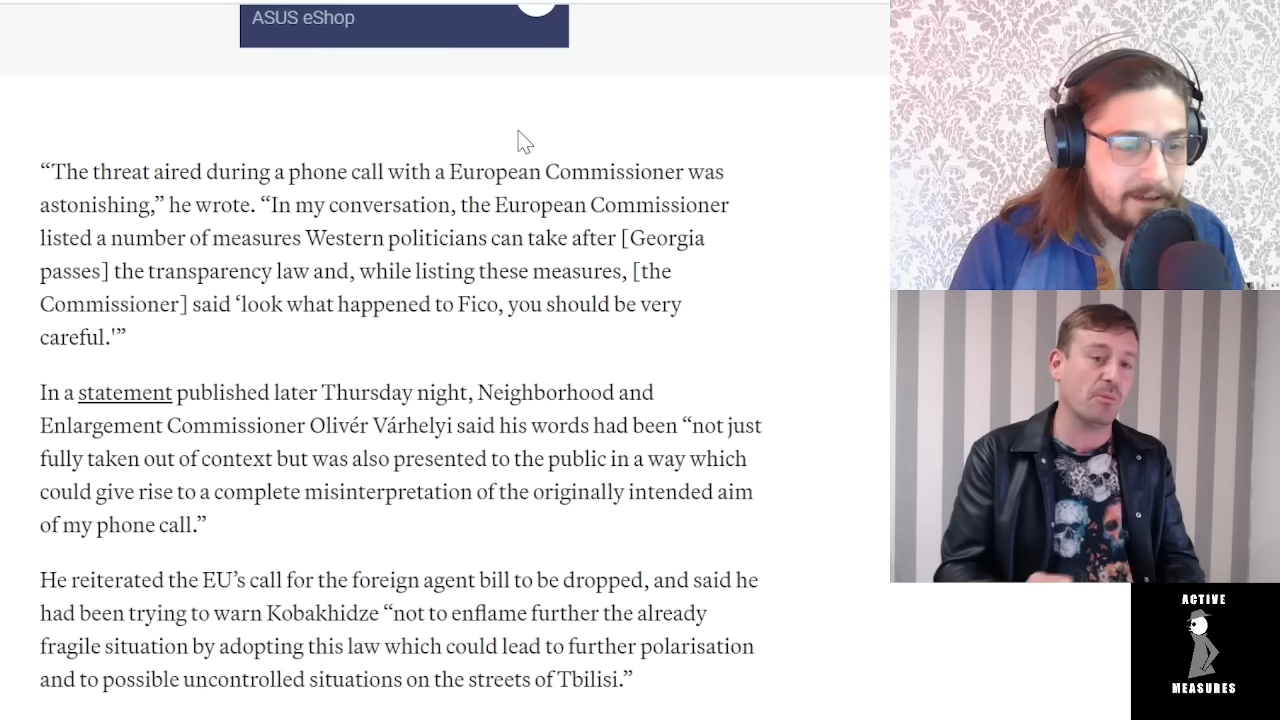 ASUS eShop
“The threat aired during a phone call with a European Commissioner was
astonishing,” he wrote. “In my conversation, the European Commissioner
listed a number of measures Western politicians can take after [Georgia
passes] the transparency law and, while listing these measures, [the
Commissioner] said ‘look what happened to Fico, you should be very
careful.'”
In a statement published later Thursday night, Neighborhood and
Enlargement Commissioner Olivér Várhelyi said his words had been “not just
fully taken out of context but was also presented to the public in a way which
could give rise to a complete misinterpretation of the originally intended aim
of my phone call.”
He reiterated the EU’s call for the foreign agent bill to be dropped, and said he
had been trying to warn Kobakhidze “not to enflame further the already
fragile situation by adopting this law which could lead to further polarisation
and to possible uncontrolled situations on the streets of Tbilisi.”
ACTIVE
MEASURES